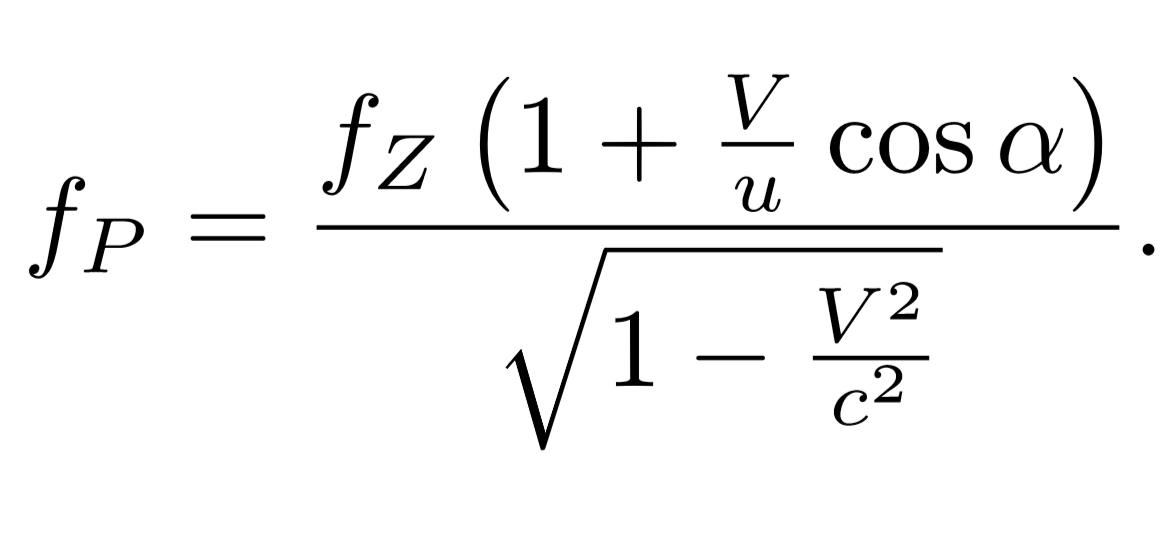 f_P = \frac{f_Z \left(1 + \frac{V}{u} \cos \alpha\right)}{\sqrt{1 - \frac{V^2}{c^2}}}.